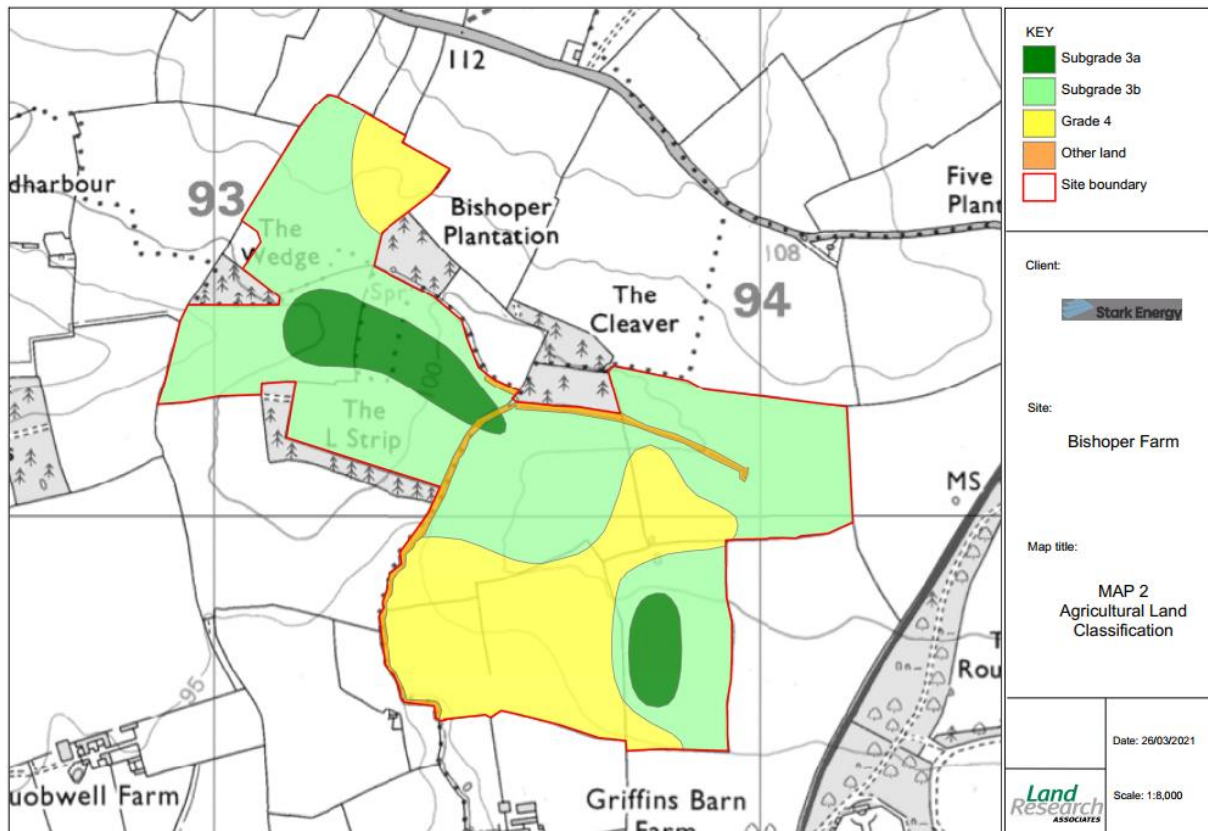 112
dharbour
93
The
Wedge
Bishoper
Plantation
Spr
Five
Plant
108
The
Cleaver
94
100
The
L Strip
MS
95
T
Rou
uobwell Farm
Griffins Barn
Farm
KEY
Subgrade 3a
Subgrade 3b
Grade 4
Other land
Site boundary
Client:
Stark Energy
Site:
Bishoper Farm
Map title:
MAP 2
Agricultural Land
Classification
Date: 26/03/2021
Land
Research
ASSOCIATES
Scale: 1:8,000